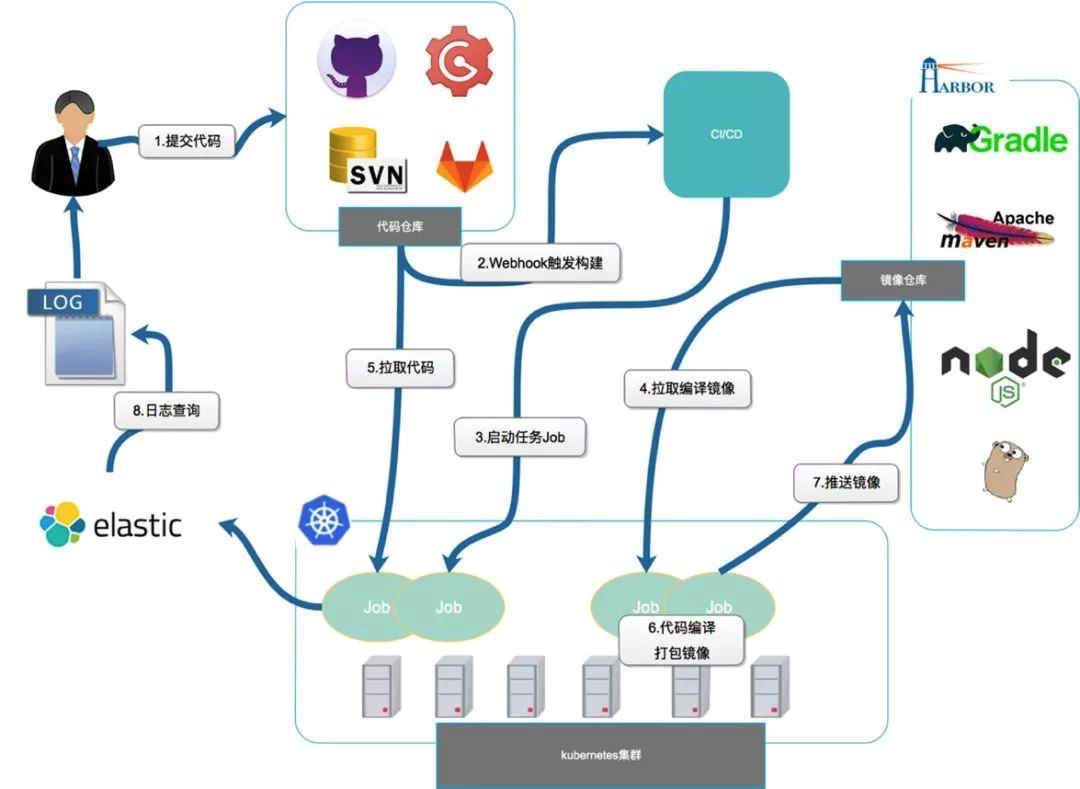 1.提交代码
SVN
代码仓库
2.Webhook触发构建
CI/CD
HARBOR
Gradle
Apache
maven
镜像仓库
node
JS
LOG
5.拉取代码
4.拉取编译镜像
8.日志查询
3.启动任务Job
7.推送镜像
elastic
Job
Job
Job
Job
6.代码编译
打包镜像
kubernetes集群